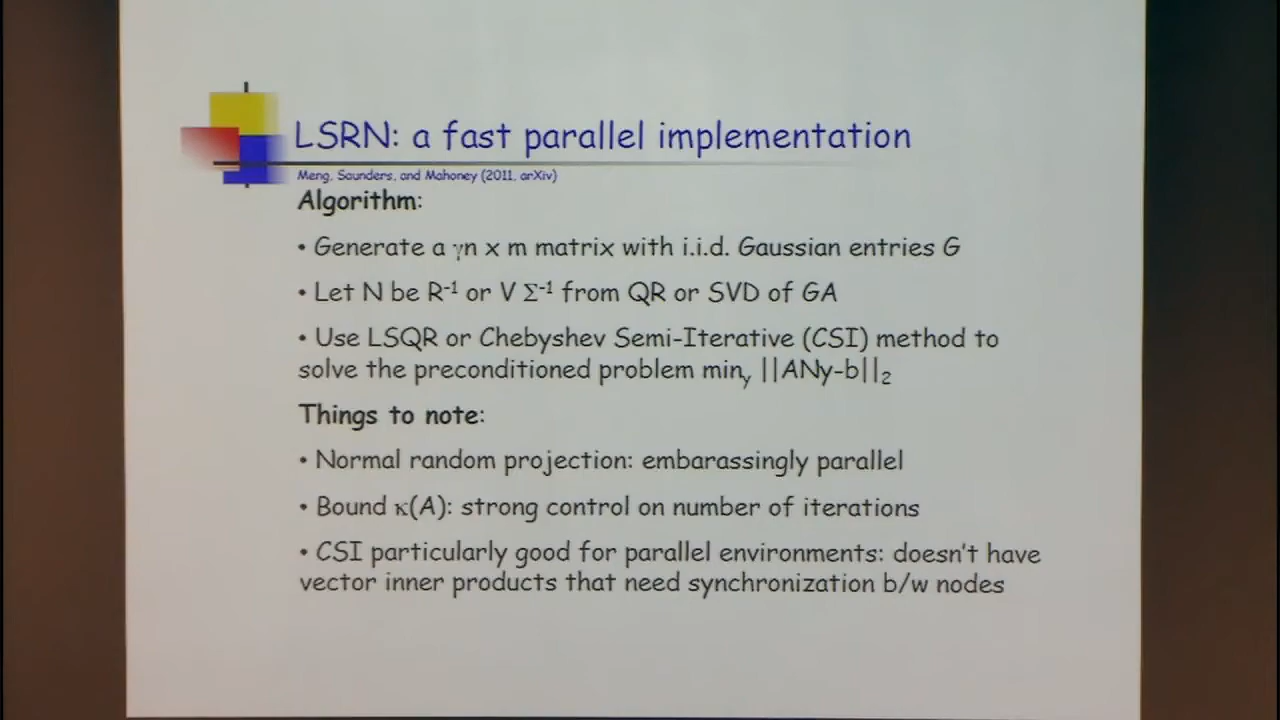 LSRN: a fast parallel implementation
Meng, Saunders, and Mahoney (2011, arXiv)
Algorithm:
• Generate a γn x m matrix with i.i.d. Gaussian entries G
• Let N be R⁻¹ or V Σ⁻¹ from QR or SVD of GA
• Use LSQR or Chebyshev Semi-Iterative (CSI) method to
solve the preconditioned problem minᵧ ||ANy-b||₂
Things to note:
• Normal random projection: embarassingly parallel
• Bound κ(A): strong control on number of iterations
• CSI particularly good for parallel environments: doesn't have
vector inner products that need synchronization b/w nodes